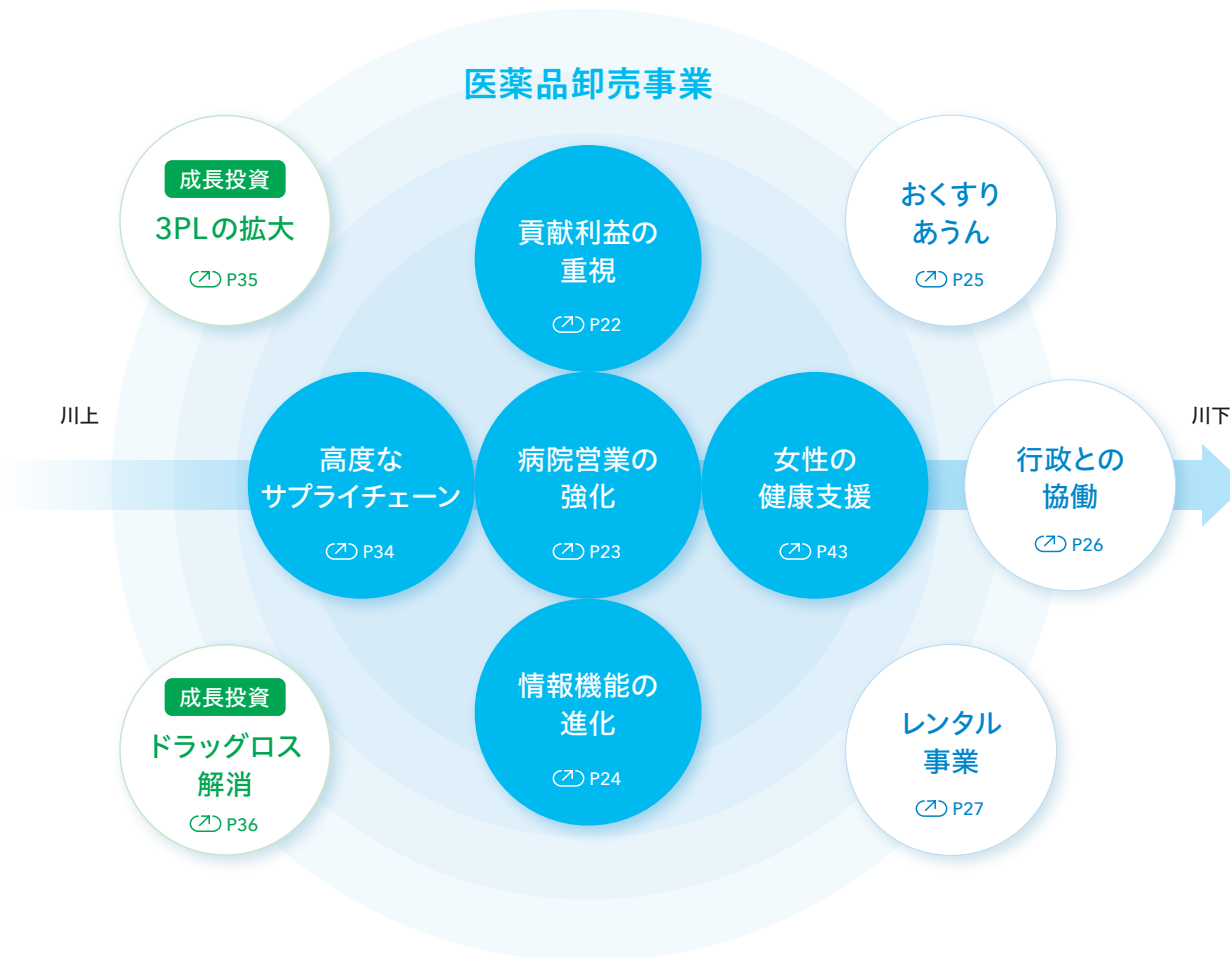 医薬品卸売事業
成長投資
3PLの拡大
P35
貢献利益の
重視
P22
おくすり
あうん
P25
川上
川下
高度な
サプライチェーン
P34
病院営業の
強化
P23
女性の
健康支援
P43
行政との
協働
P26
成長投資
ドラッグロス
解消
P36
情報機能の
進化
P24
レンタル
事業
P27